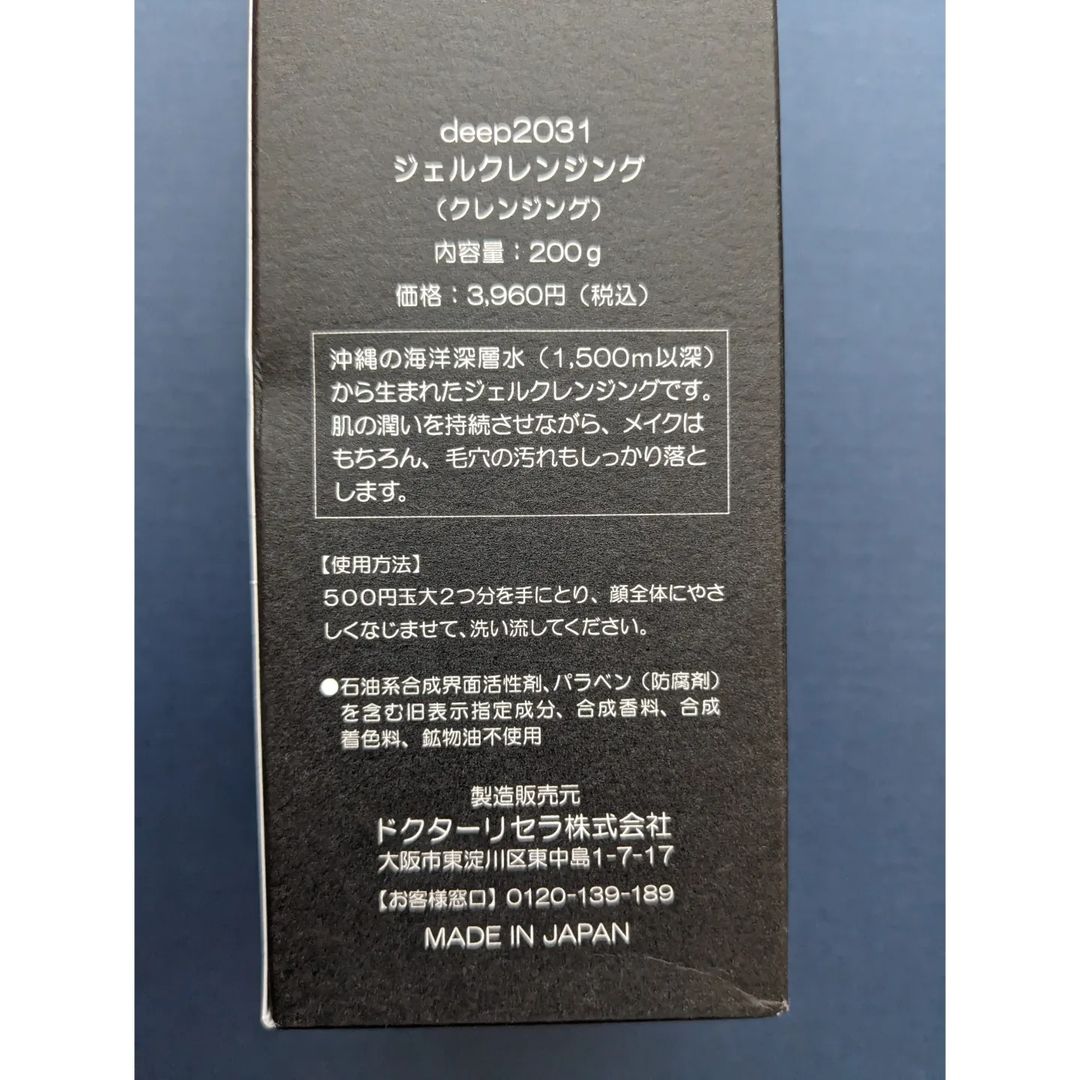 deep2031
ジェルクレンジング
（クレンジング）
内容量：200g
価格：3,960円（税込）
沖縄の海洋深層水（1,500m以深）
から生まれたジェルクレンジングです。
肌の潤いを持続させながら、メイクは
もちろん、毛穴の汚れもしっかり落と
します。
【使用方法】
500円玉大2つ分を手にとり、顔全体にやさ
しくなじませて、洗い流してください。
●石油系合成界面活性剤、パラベン（防腐剤）
を含む旧表示指定成分、合成香料、合成
着色料、鉱物油不使用
製造販売元
ドクターリセラ株式会社
大阪市東淀川区東中島1-7-17
【お客様窓口】0120-139-189
MADE IN JAPAN